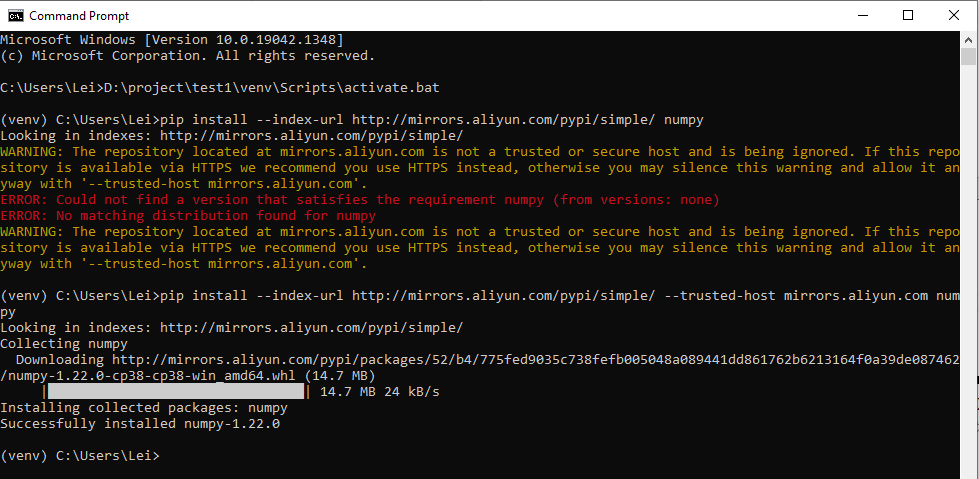 Command Prompt
Microsoft Windows [Version 10.0.19042.1348]
(c) Microsoft Corporation. All rights reserved.
C:\Users\Lei>D:\project\test1\venv\Scripts\activate.bat
(venv) C:\Users\Lei>pip install --index-url http://mirrors.aliyun.com/pypi/simple/ numpy
Looking in indexes: http://mirrors.aliyun.com/pypi/simple/
WARNING: The repository located at mirrors.aliyun.com is not a trusted or secure host and is being ignored. If this repo
sitory is available via HTTPS we recommend you use HTTPS instead, otherwise you may silence this warning and allow it an
yway with '--trusted-host mirrors.aliyun.com'.
ERROR: Could not find a version that satisfies the requirement numpy (from versions: none)
ERROR: No matching distribution found for numpy
WARNING: The repository located at mirrors.aliyun.com is not a trusted or secure host and is being ignored. If this repo
sitory is available via HTTPS we recommend you use HTTPS instead, otherwise you may silence this warning and allow it an
yway with '--trusted-host mirrors.aliyun.com'.
(venv) C:\Users\Lei>pip install --index-url http://mirrors.aliyun.com/pypi/simple/ --trusted-host mirrors.aliyun.com num
py
Looking in indexes: http://mirrors.aliyun.com/pypi/simple/
Collecting numpy
Downloading http://mirrors.aliyun.com/pypi/packages/52/b4/775fed9035c738fefb005048a089441dd861762b6213164f0a39de087462
/numpy-1.22.0-cp38-cp38-win_amd64.whl (14.7 MB)
| | 14.7 MB 24 kB/s
Installing collected packages: numpy
Successfully installed numpy-1.22.0
(venv) C:\Users\Lei>